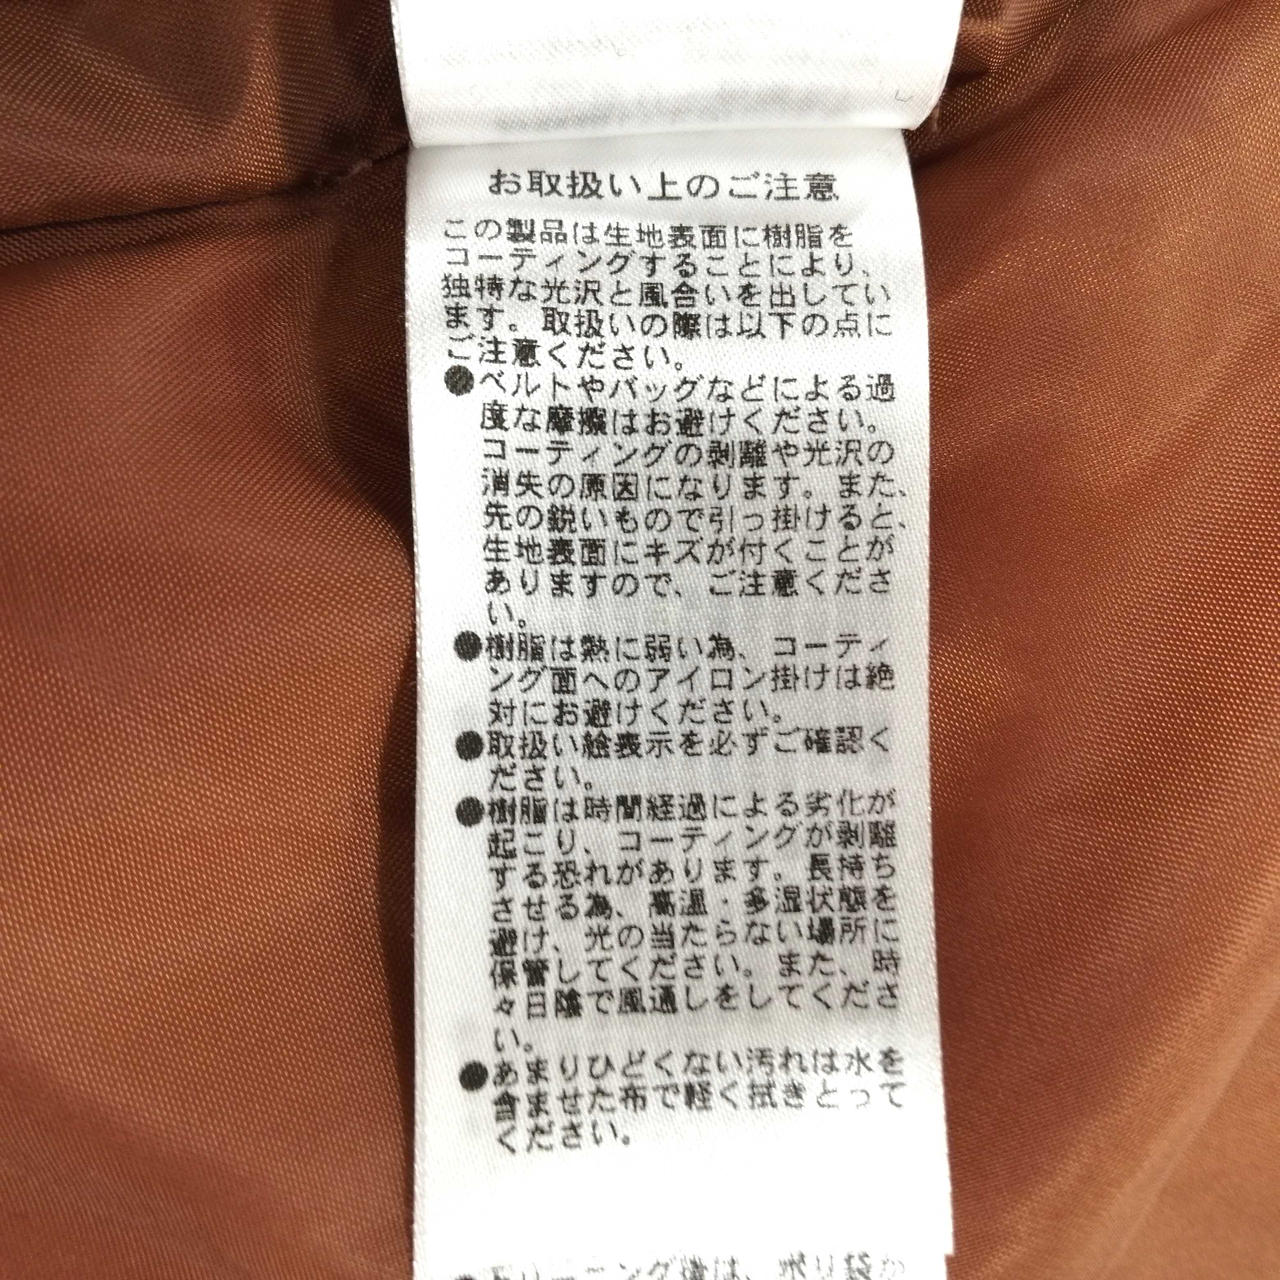 お取扱い上のご注意
この製品は生地表面に樹脂を
コーティングすることにより、
独特な光沢と風合いを出してい
ます。取扱いの際は以下の点に
ご注意ください。
●ベルトやバッグなどによる過
度な摩擦はお避けください。
コーティングの剥離や光沢の
消失の原因になります。また、
先の鋭いもので引っ掛けると、
生地表面にキズが付くことが
ありますので、ご注意くださ
い。
●樹脂は熱に弱い為、コーティ
ング面へのアイロン掛けは絶
対にお避けください。
●取扱い絵表示を必ずご確認く
ださい。
●樹脂は時間経過による劣化が
起こり、コーティングが剥離
する恐れがあります。長持ち
させる為、高温・多湿状態を
避け、光の当たらない場所に
保管してください。また、時
々日陰で風通しをしてくださ
い。
●あまりひどくない汚れは水を
含ませた布で軽く拭きとって
ください。